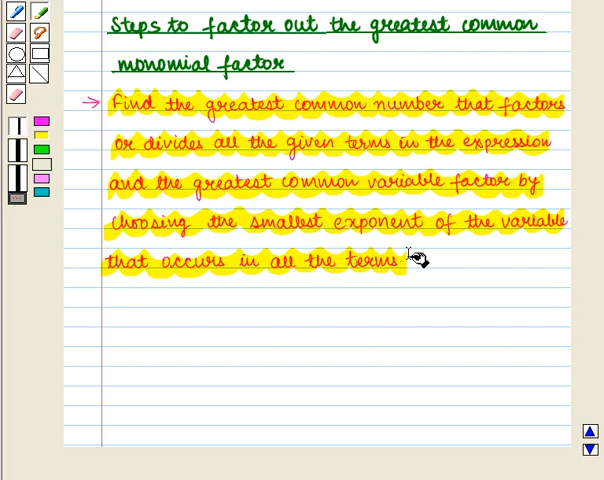 Steps to factor out the greatest common
monomial factor
→ Find the greatest common number that factors
or divides all the given terms in the expression
and the greatest common variable factor by
choosing the smallest exponent of the variable
that occurs in all the terms.